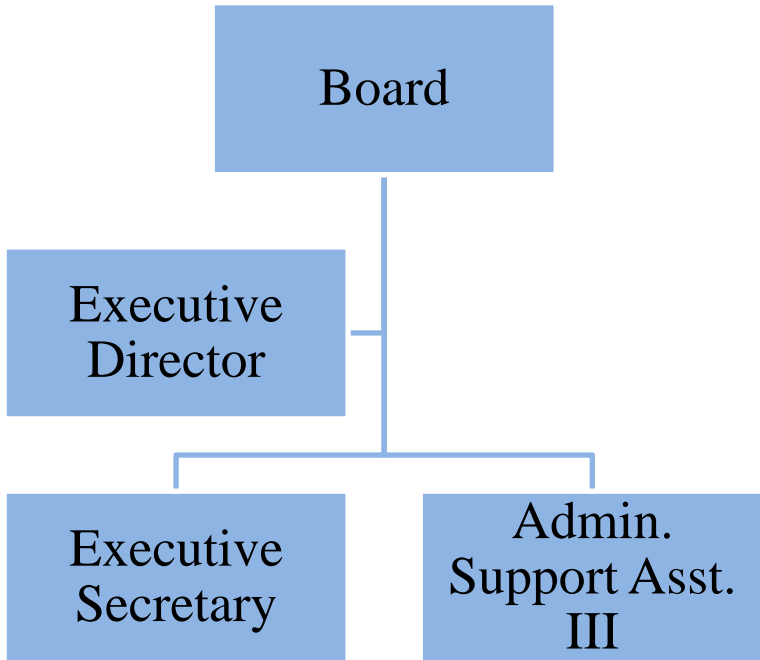 Board
Executive
Director
Executive
Secretary
Admin.
Support Asst.
III